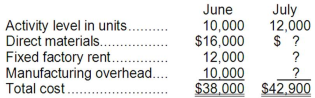 June July
Activity level in units.......... 10,000 12,000
Direct materials............... $16,000 $ ?
Fixed factory rent............ 12,000 ?
Manufacturing overhead.... 10,000 ?
Total cost........................ $38,000 $42,900